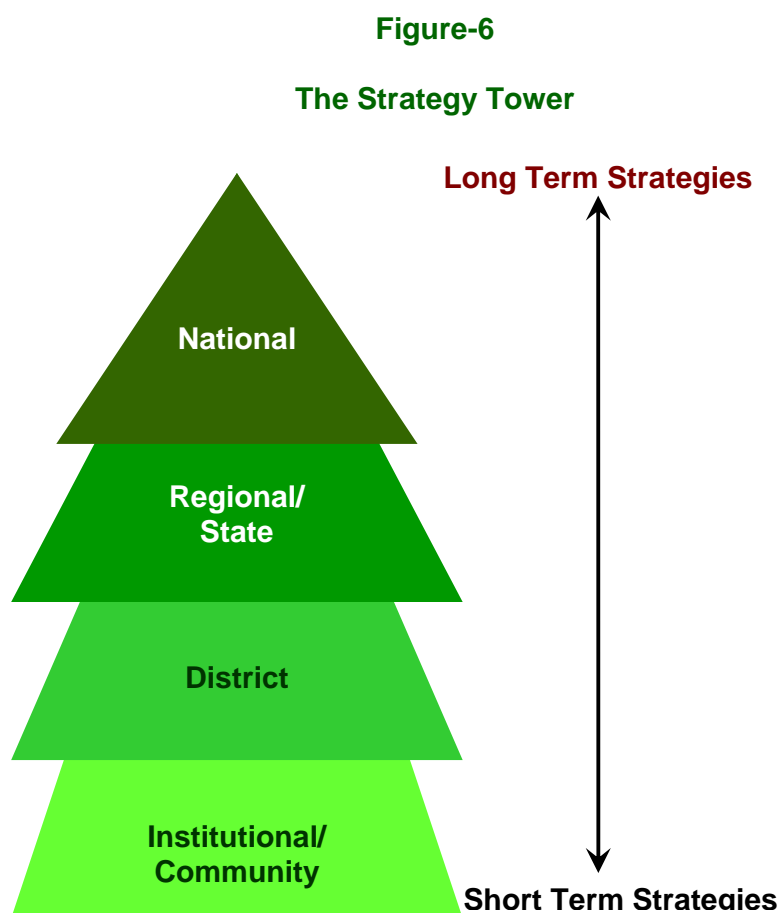 Figure-6
The Strategy Tower
Long Term Strategies
National
Regional/
State
District
Institutional/
Community
Short Term Strategies